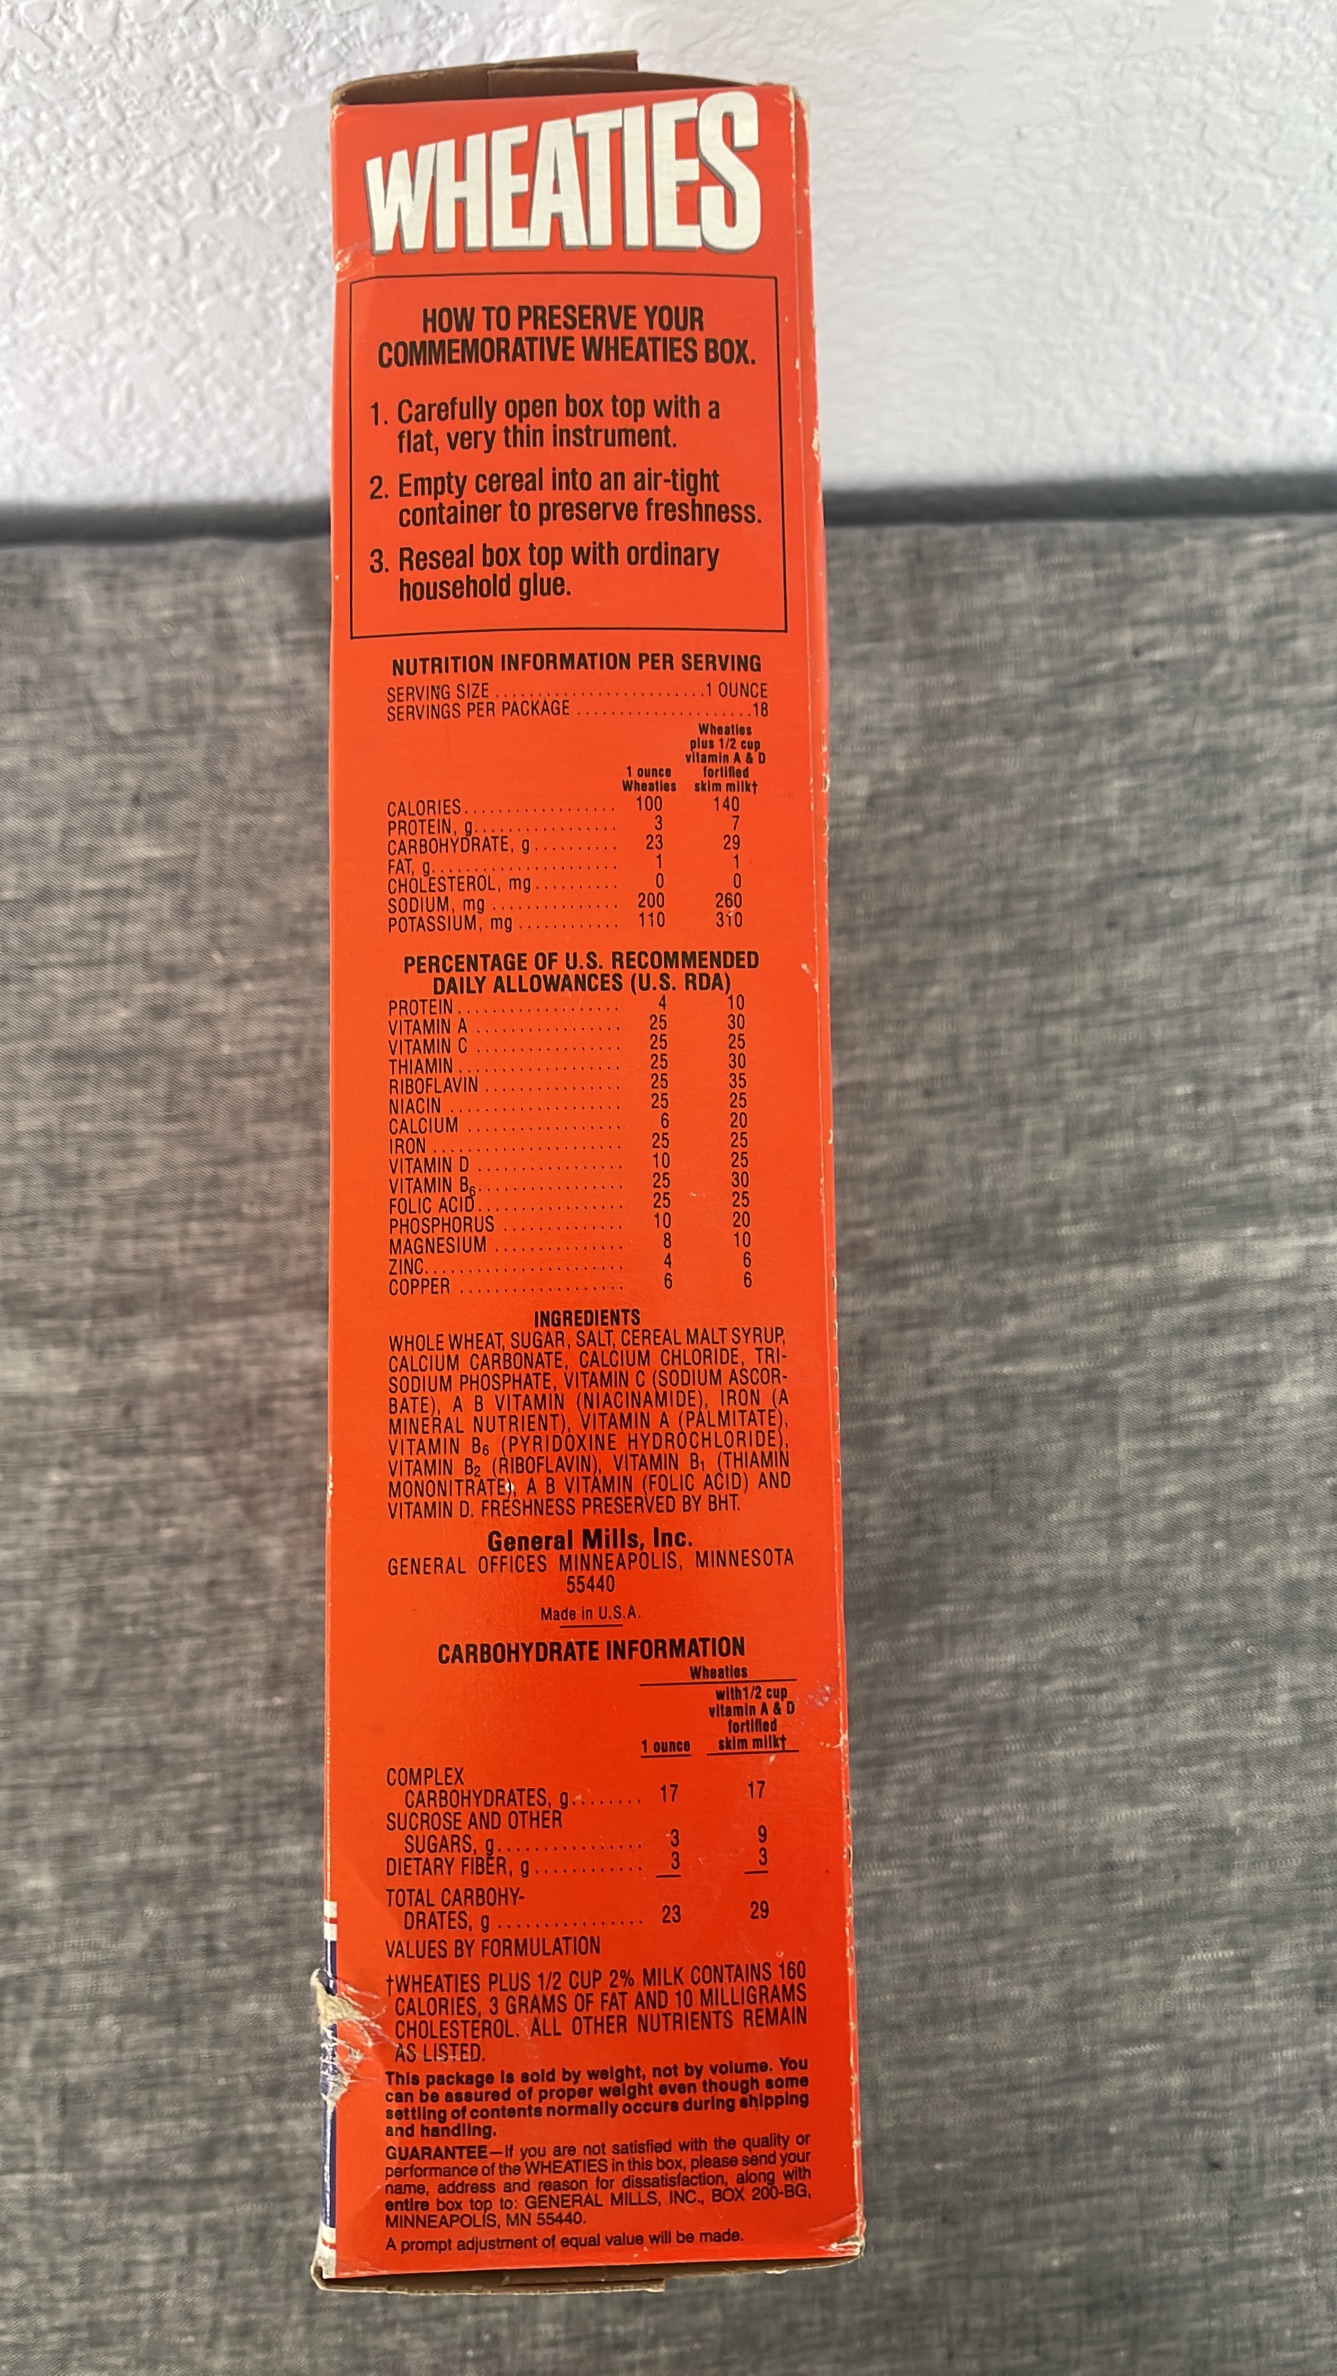 WHEATIES
HOW TO PRESERVE YOUR
COMMEMORATIVE WHEATIES BOX.
1. Carefully open box top with a
flat, very thin instrument.
2. Empty cereal into an air-tight
container to preserve freshness.
3. Reseal box top with ordinary
household glue.
NUTRITION INFORMATION PER SERVING
SERVING SIZE ........................ 1 OUNCE
SERVINGS PER PACKAGE .................... 18
Wheaties
plus 1/2 cup
vitamin A & D
1 ounce fortified
Wheaties skim milk†
CALORIES.................. 100 140
PROTEIN, g................. 3 7
CARBOHYDRATE, g .......... 23 29
FAT, g...................... 1 1
CHOLESTEROL, mg .......... 0 0
SODIUM, mg ............... 200 260
POTASSIUM, mg ............ 110 310
PERCENTAGE OF U.S. RECOMMENDED
DAILY ALLOWANCES (U.S. RDA)
PROTEIN ................... 4 10
VITAMIN A ................. 25 30
VITAMIN C ................. 25 25
THIAMIN ................... 25 30
RIBOFLAVIN ................ 25 35
NIACIN .................... 25 25
CALCIUM .................. 6 20
IRON ...................... 25 25
VITAMIN D ................. 10 25
VITAMIN B6................. 25 30
FOLIC ACID................. 25 25
PHOSPHORUS .............. 10 20
MAGNESIUM ............... 8 10
ZINC....................... 4 6
COPPER ................... 6 6
INGREDIENTS
WHOLE WHEAT, SUGAR, SALT, CEREAL MALT SYRUP,
CALCIUM CARBONATE, CALCIUM CHLORIDE, TRI-
SODIUM PHOSPHATE, VITAMIN C (SODIUM ASCOR-
BATE), A B VITAMIN (NIACINAMIDE), IRON (A
MINERAL NUTRIENT), VITAMIN A (PALMITATE),
VITAMIN B6 (PYRIDOXINE HYDROCHLORIDE),
VITAMIN B2 (RIBOFLAVIN), VITAMIN B1 (THIAMIN
MONONITRATE), A B VITAMIN (FOLIC ACID) AND
VITAMIN D. FRESHNESS PRESERVED BY BHT.
General Mills, Inc.
GENERAL OFFICES MINNEAPOLIS, MINNESOTA
55440
Made in U.S.A.
CARBOHYDRATE INFORMATION
Wheaties
with1/2 cup
vitamin A & D
fortified
1 ounce skim milk†
COMPLEX
CARBOHYDRATES, g........ 17 17
SUCROSE AND OTHER
SUGARS, g................. 3 9
DIETARY FIBER, g ............ 3 3
TOTAL CARBOHY-
DRATES, g ................ 23 29
VALUES BY FORMULATION
†WHEATIES PLUS 1/2 CUP 2% MILK CONTAINS 160
CALORIES, 3 GRAMS OF FAT AND 10 MILLIGRAMS
CHOLESTEROL. ALL OTHER NUTRIENTS REMAIN
AS LISTED.
This package is sold by weight, not by volume. You
can be assured of proper weight even though some
settling of contents normally occurs during shipping
and handling.
GUARANTEE—If you are not satisfied with the quality or
performance of the WHEATIES in this box, please send your
name, address and reason for dissatisfaction, along with
entire box top to: GENERAL MILLS, INC., BOX 200-BG,
MINNEAPOLIS, MN 55440.
A prompt adjustment of equal value will be made.